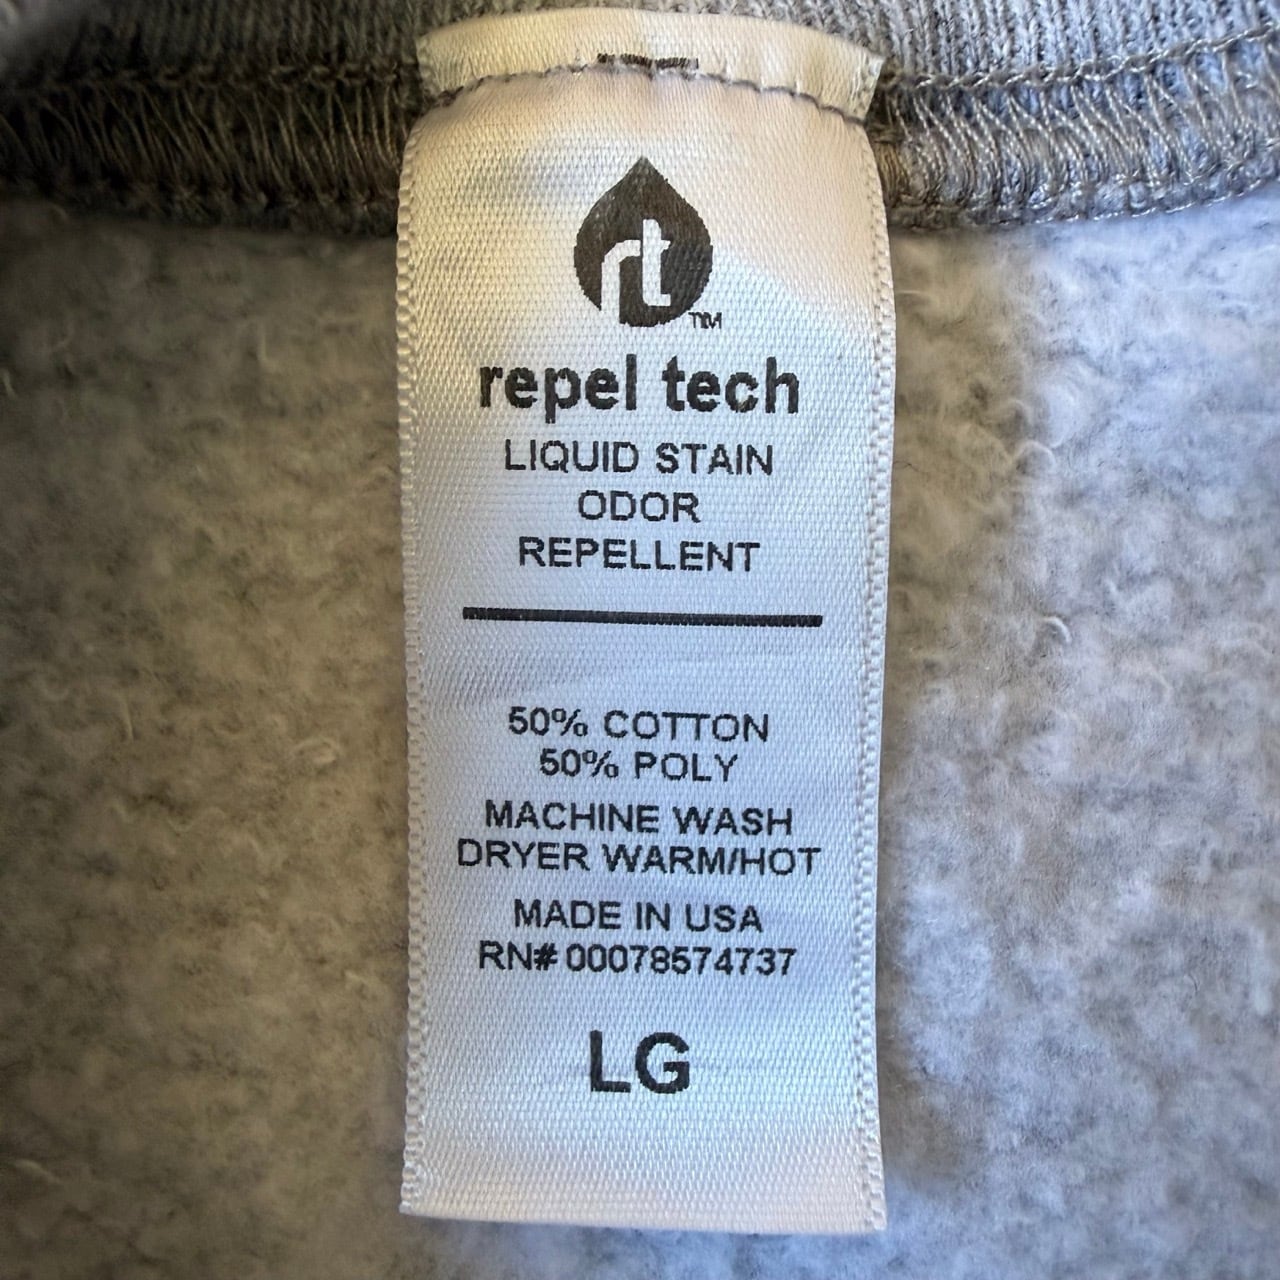 rt
TM
repel tech
LIQUID STAIN
ODOR
REPELLENT
50% COTTON
50% POLY
MACHINE WASH
DRYER WARM/HOT
MADE IN USA
RN# 00078574737
LG